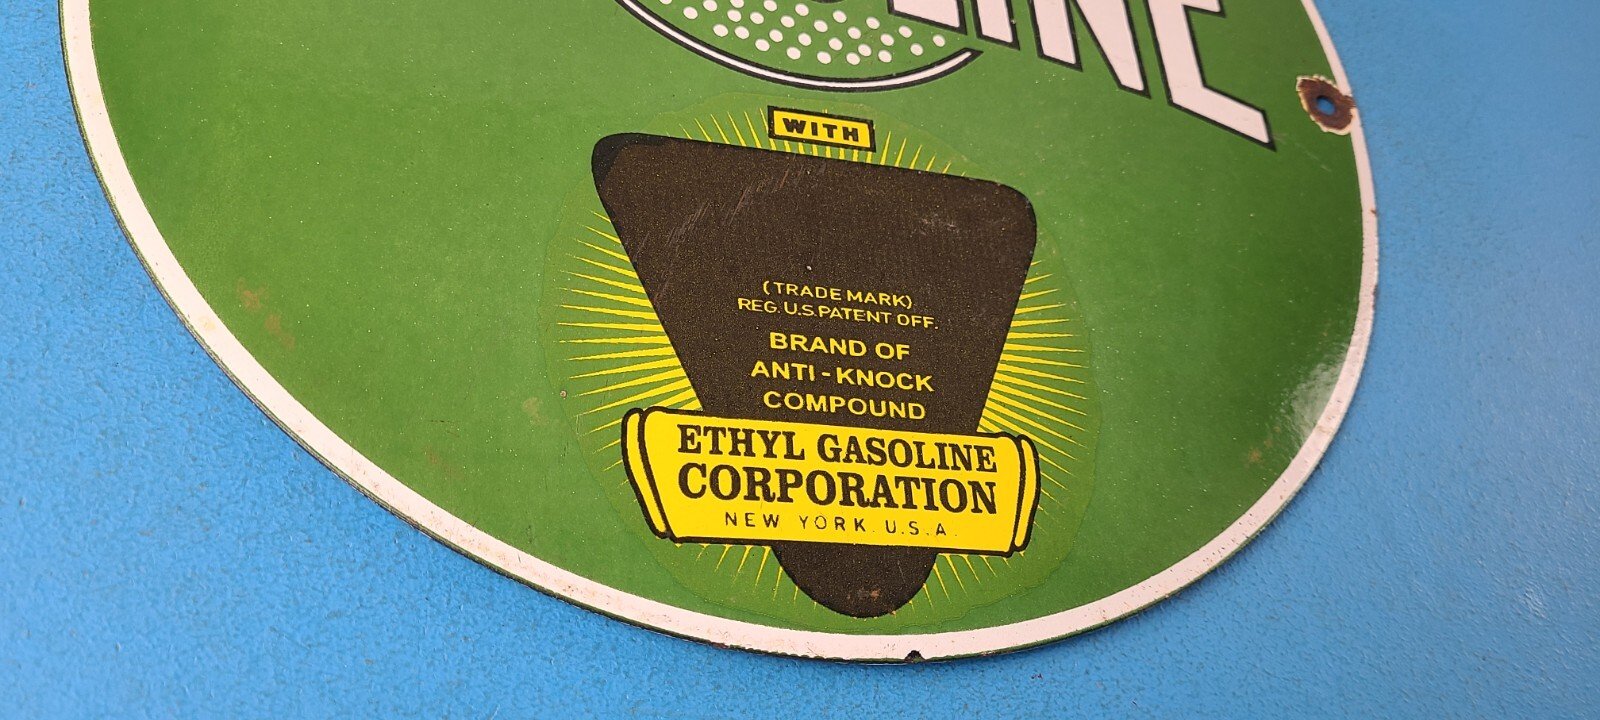 WITH
(TRADE MARK)
REG. U.S. PATENT OFF.
BRAND OF
ANTI-KNOCK
COMPOUND
ETHYL GASOLINE
CORPORATION
NEW YORK. U.S.A.